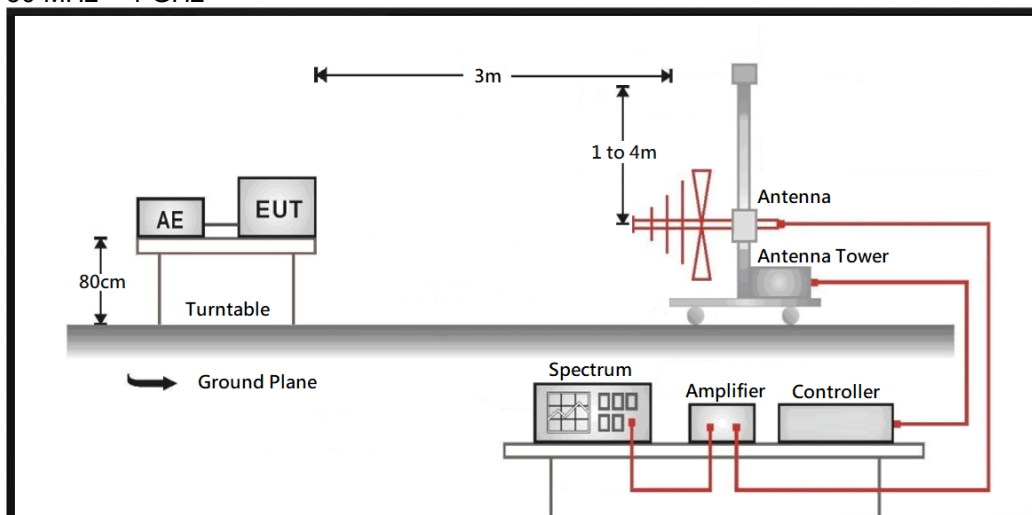 3m
1 to 4m
Antenna
AE
EUT
Antenna Tower
80cm
Turntable
Ground Plane
Spectrum
Amplifier
Controller